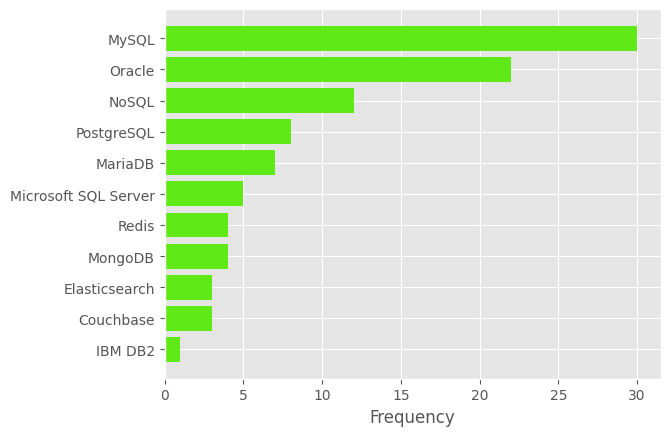 MySQL
Oracle
NoSQL
PostgreSQL
MariaDB
Microsoft SQL Server
Redis
MongoDB
Elasticsearch
Couchbase
IBM DB2
0 5 10 15 20 25 30
Frequency